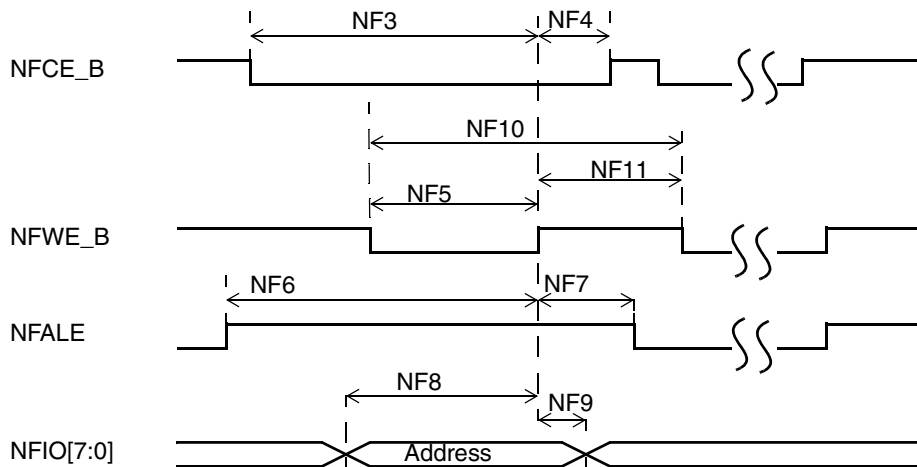 NF3 NF4
NFCE_B
NF10
NF11
NF5
NFWE_B
NF6 NF7
NFALE
NF8
NF9
NFIO[7:0] Address